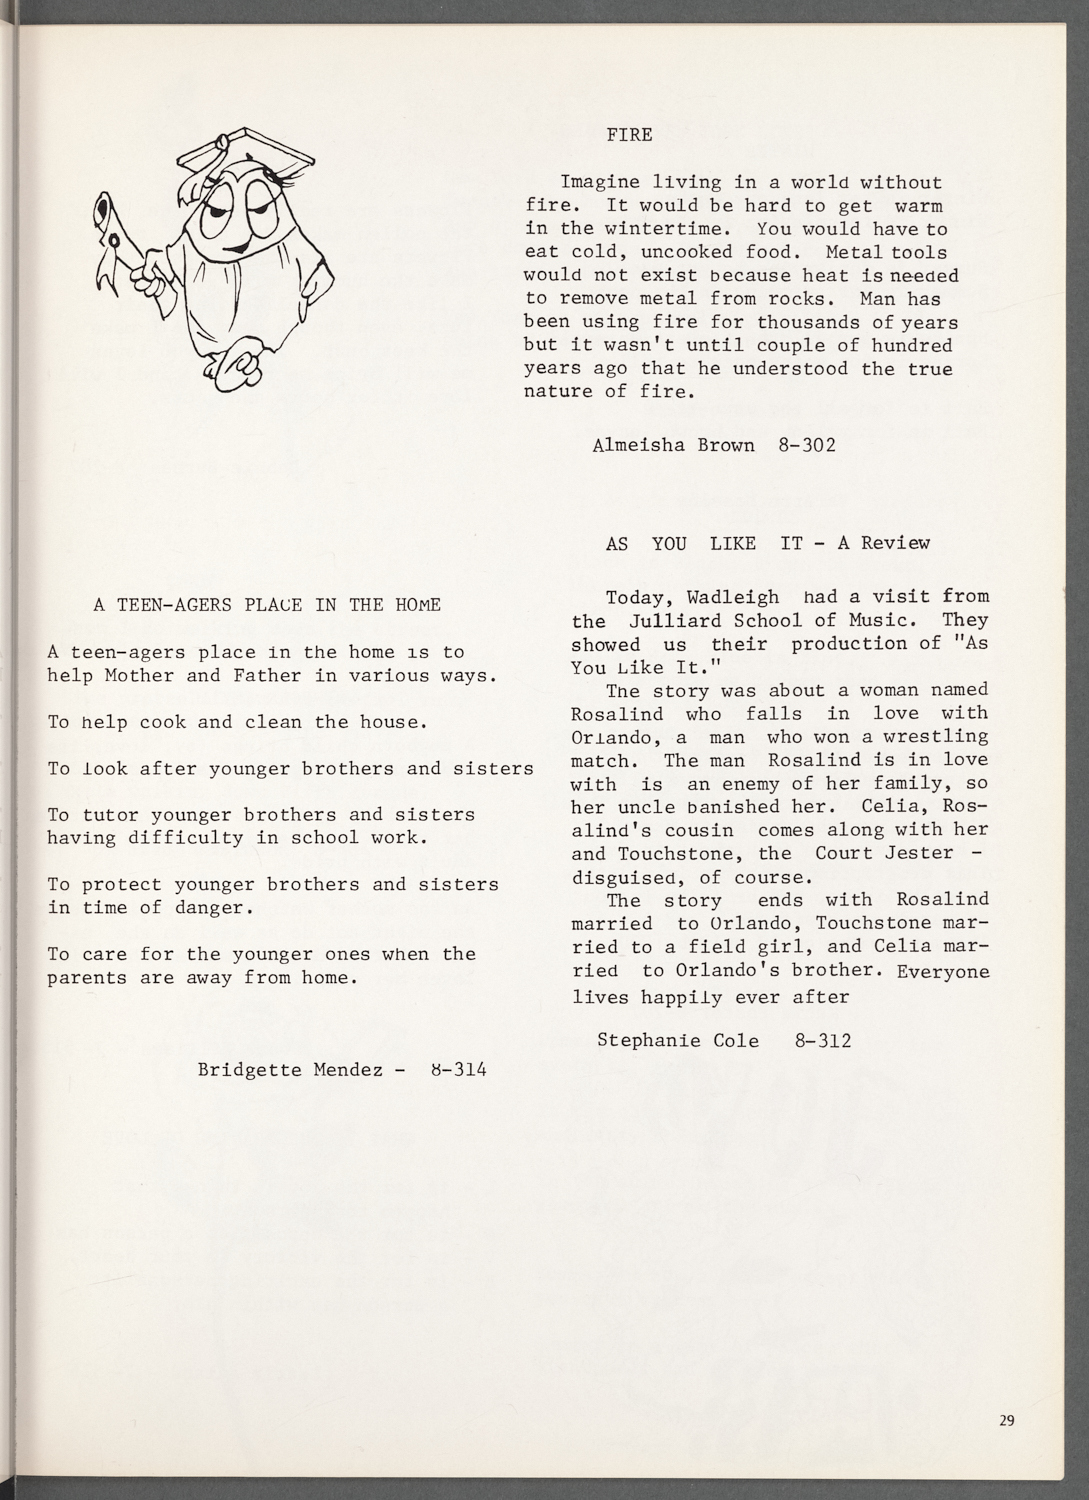 FIRE
Imagine living in a world without
fire. It would be hard to get warm
in the wintertime. You would have to
eat cold, uncooked food. Metal tools
would not exist because heat is needed
to remove metal from rocks. Man has
been using fire for thousands of years
but it wasn't until couple of hundred
years ago that he understood the true
nature of fire.
Almeisha Brown 8-302
A TEEN-AGERS PLACE IN THE HOME
A teen-agers place in the home is to
help Mother and Father in various ways.
To help cook and clean the house.
To look after younger brothers and sisters
To tutor younger brothers and sisters
having difficulty in school work.
To protect younger brothers and sisters
in time of danger.
To care for the younger ones when the
parents are away from home.
Bridgette Mendez - 8-314
AS YOU LIKE IT - A Review
Today, Wadleigh had a visit from
the Julliard School of Music. They
showed us their production of "As
You Like It."
The story was about a woman named
Rosalind who falls in love with
Orlando, a man who won a wrestling
match. The man Rosalind is in love
with is an enemy of her family, so
her uncle banished her. Celia, Ros-
alind's cousin comes along with her
and Touchstone, the Court Jester -
disguised, of course.
The story ends with Rosalind
married to Orlando, Touchstone mar-
ried to a field girl, and Celia mar-
ried to Orlando's brother. Everyone
lives happily ever after
Stephanie Cole 8-312
29